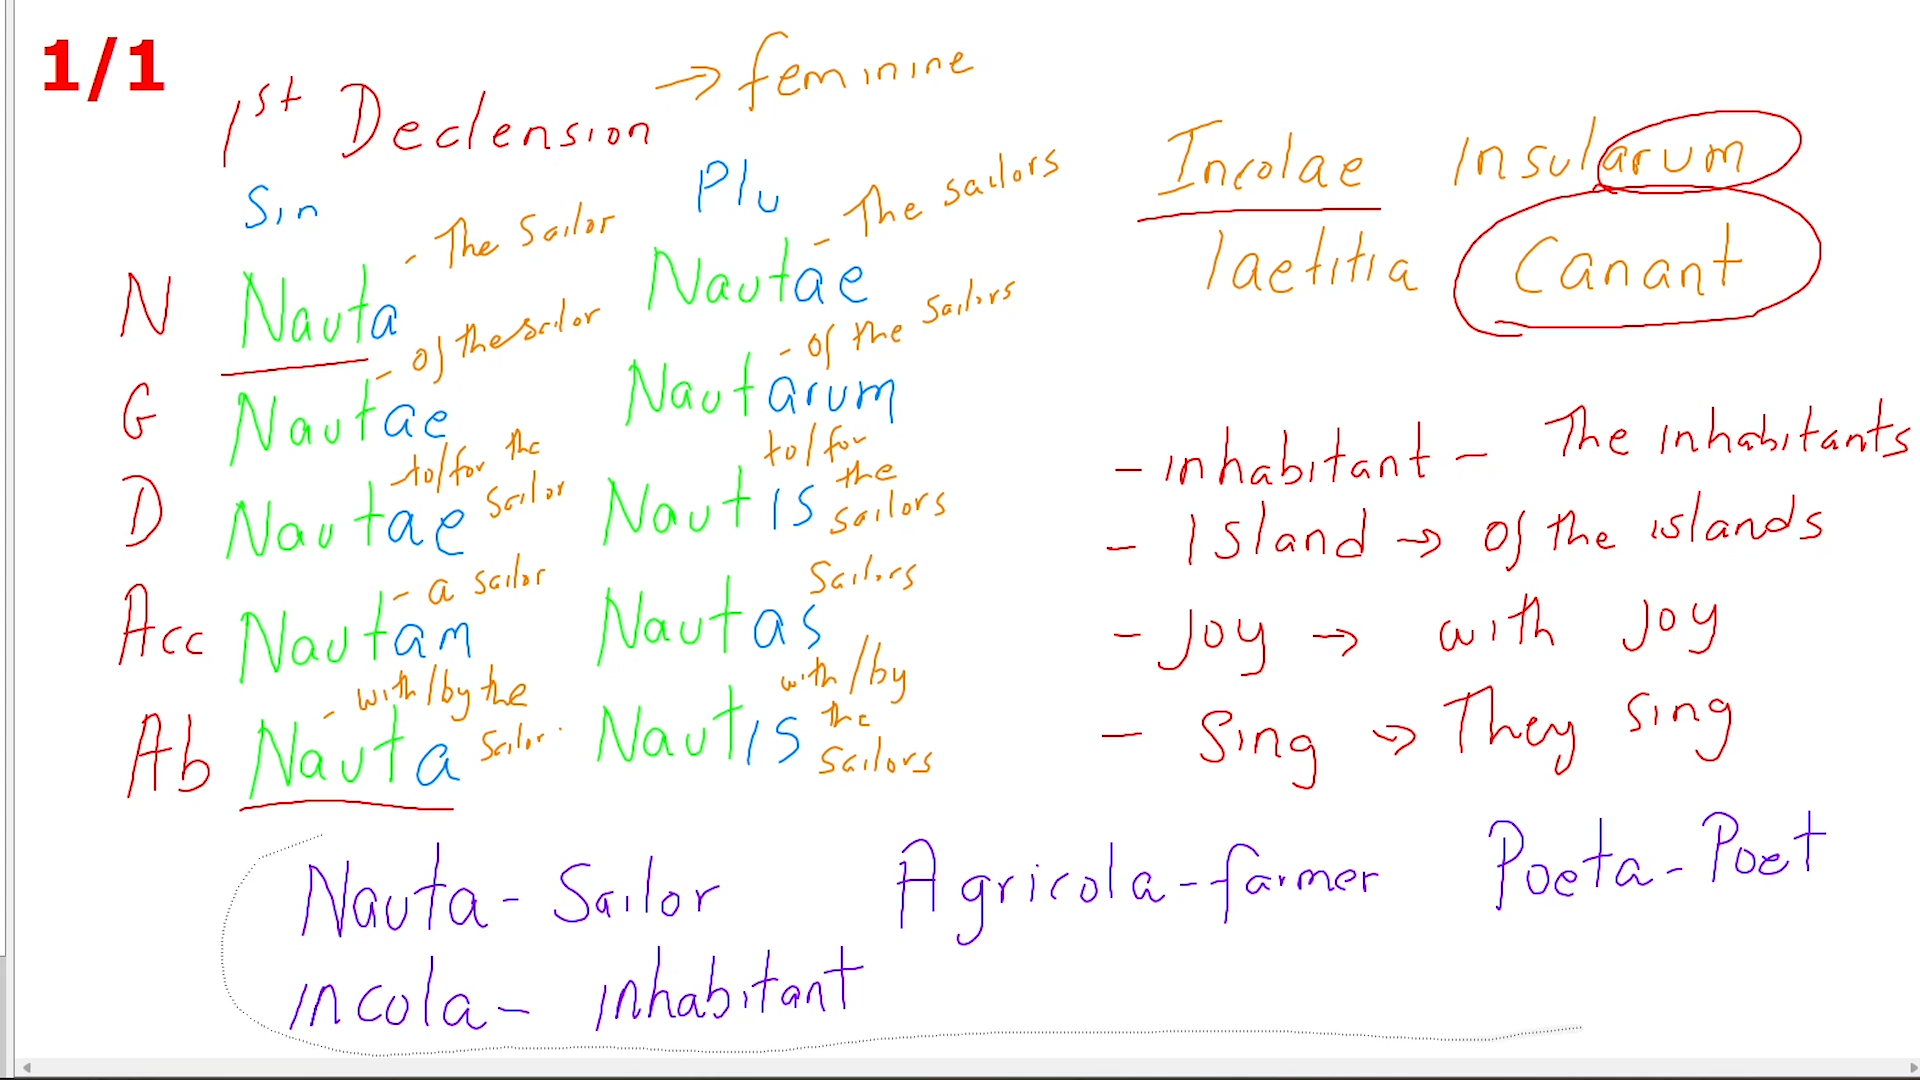 1/1
1st Declension → feminine
Sin Plu
N Nauta - The Sailor Nautae - The sailors
G Nautae - of the sailor Nautarum - of the sailors
D Nautae - to/for the sailor Nautis to/for the sailors
Acc Nautam - a sailor Nautas Sailors
Ab Nauta - with/by the sailor. Nautis with/by the sailors
Incolae insularum
laetitia canant
- inhabitant - The inhabitants
- Island → of the islands
- Joy → with Joy
- Sing → They sing
Nauta - Sailor Agricola - farmer Poeta - Poet
incola - inhabitant